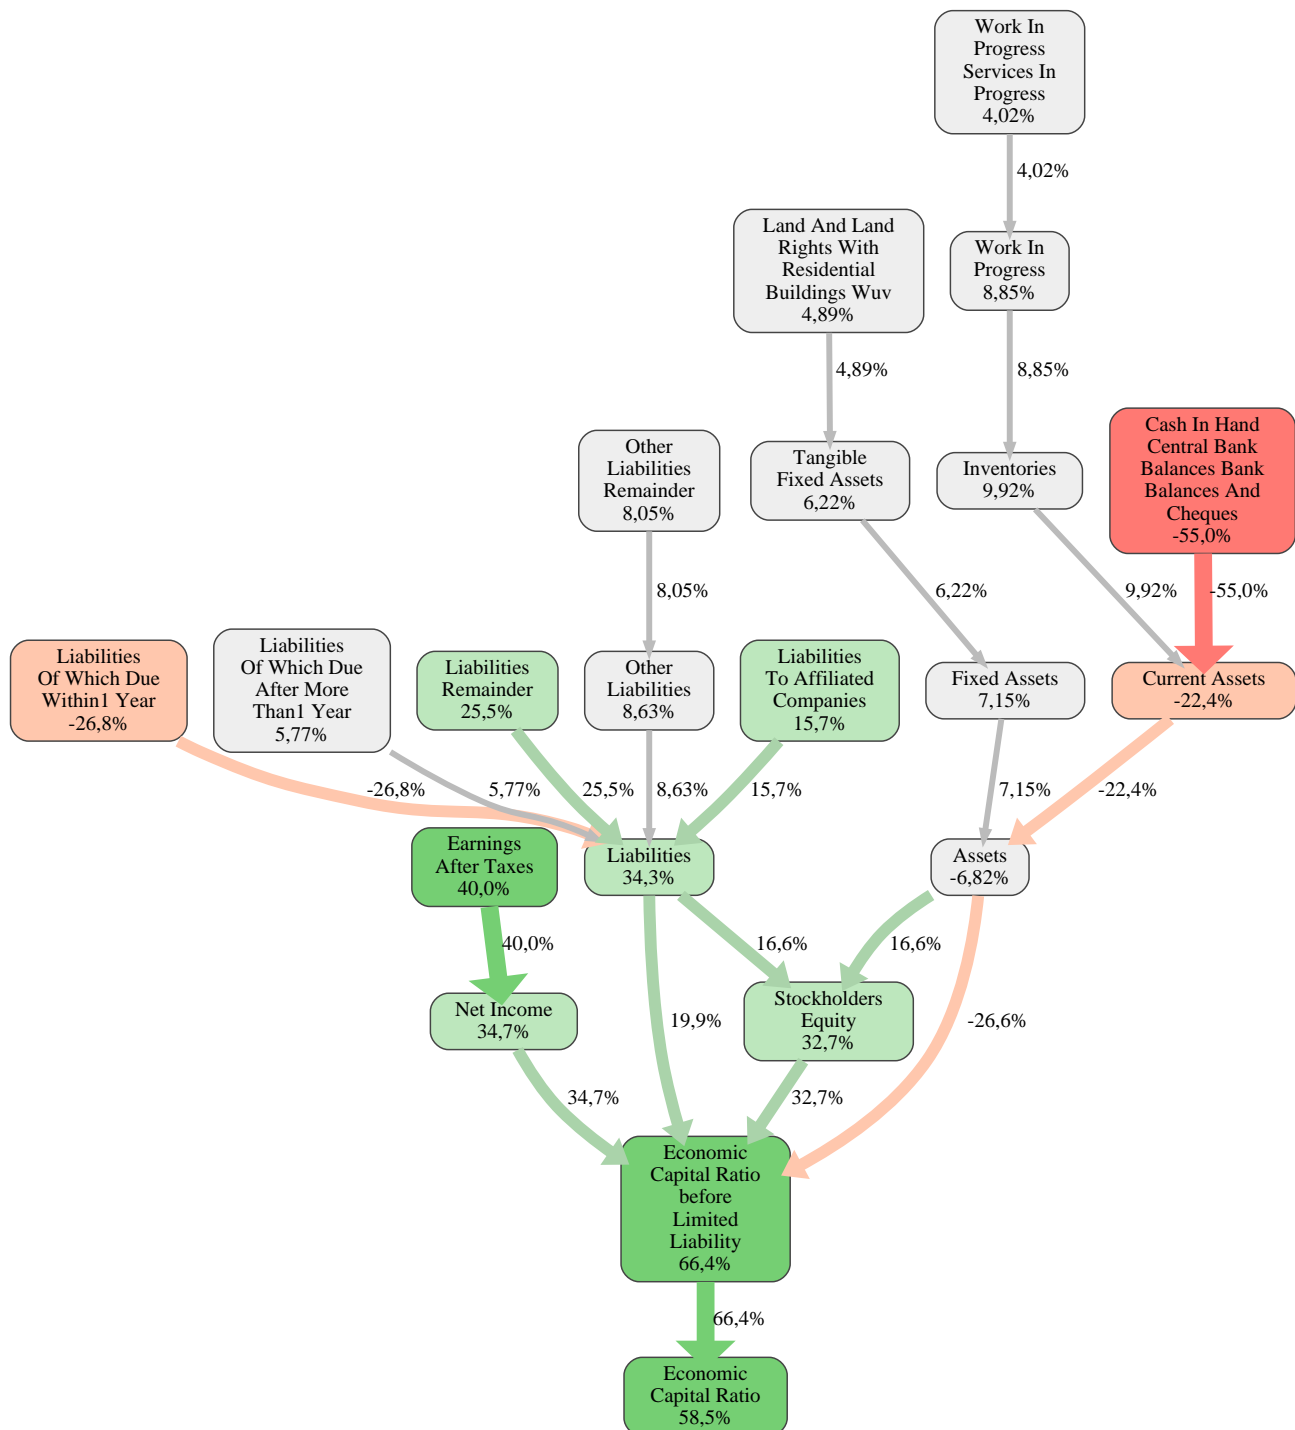 Work In
Progress
Services In
Progress
4,02%
4,02%
Land And Land
Rights With
Residential
Buildings Wuv
4,89%
Work In
Progress
8,85%
4,89%
8,85%
Cash In Hand
Central Bank
Balances Bank
Balances And
Cheques
-55,0%
Other
Liabilities
Remainder
8,05%
Tangible
Fixed Assets
6,22%
Inventories
9,92%
8,05%
6,22%
9,92%
-55,0%
Liabilities
Of Which Due
Within1 Year
-26,8%
Liabilities
Of Which Due
After More
Than1 Year
5,77%
Liabilities
Remainder
25,5%
Other
Liabilities
8,63%
Liabilities
To Affiliated
Companies
15,7%
Fixed Assets
7,15%
Current Assets
-22,4%
-26,8%
5,77%
25,5%
8,63%
15,7%
7,15%
-22,4%
Earnings
After Taxes
40,0%
Liabilities
34,3%
Assets
-6,82%
40,0%
16,6%
16,6%
Net Income
34,7%
19,9%
Stockholders
Equity
32,7%
-26,6%
34,7%
32,7%
Economic
Capital Ratio
before
Limited
Liability
66,4%
66,4%
Economic
Capital Ratio
58,5%